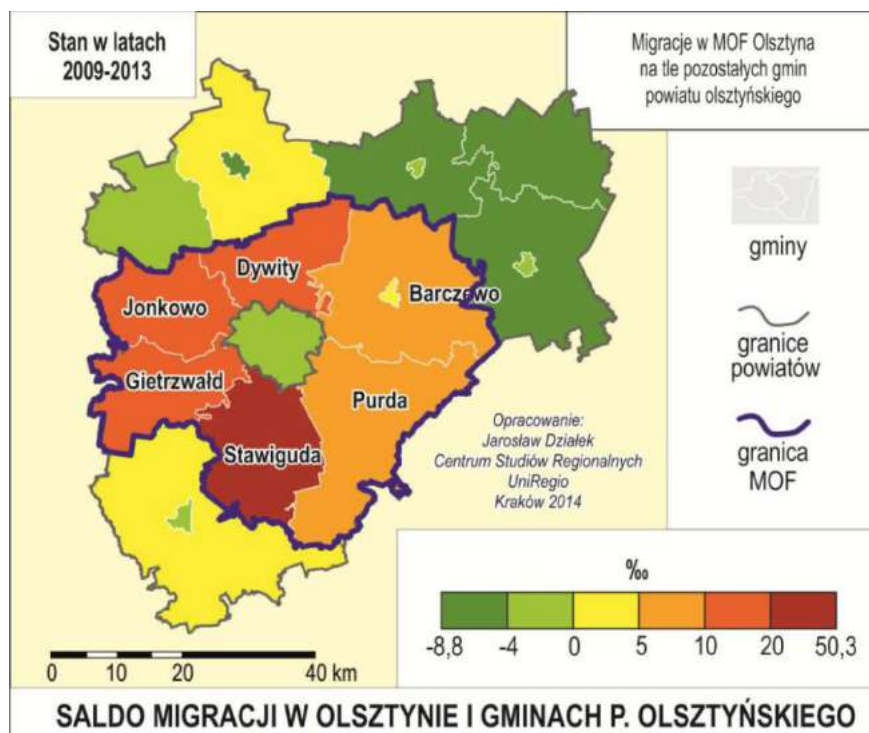 Stan w latach
2009-2013
Migracje w MOF Olsztyna
na tle pozostałych gmin
powiatu olsztyńskiego
gminy
granice
powiatów
granica
MOF
Dywity
Jonkowo
Barczewo
Gietrzwałd
Purda
Stawiguda
Opracowanie:
Jarosław Działek
Centrum Studiów Regionalnych
UniRegio
Kraków 2014
‰
-8,8 -4 0 5 10 20 50,3
0 10 20 40 km
SALDO MIGRACJI W OLSZTYNIE I GMINACH P. OLSZTYŃSKIEGO